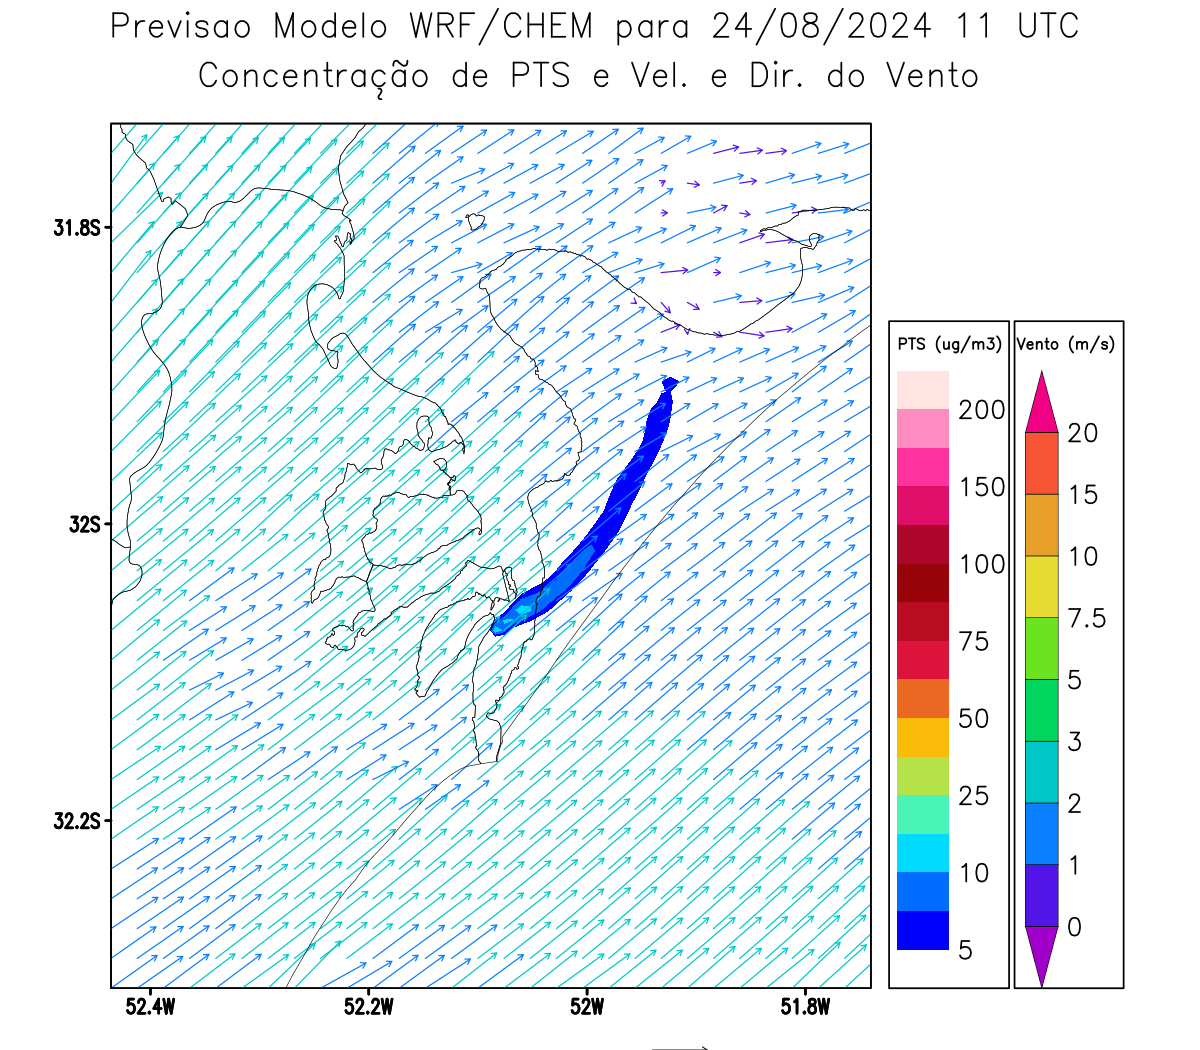 Previsao Modelo WRF/CHEM para 24/08/2024 11 UTC
Concentração de PTS e Vel. e Dir. do Vento
31.8S
32S
32.2S
52.4W 52.2W 52W 51.8W
PTS (ug/m3)
200
150
100
75
50
25
10
5
Vento (m/s)
20
15
10
7.5
5
3
2
1
0